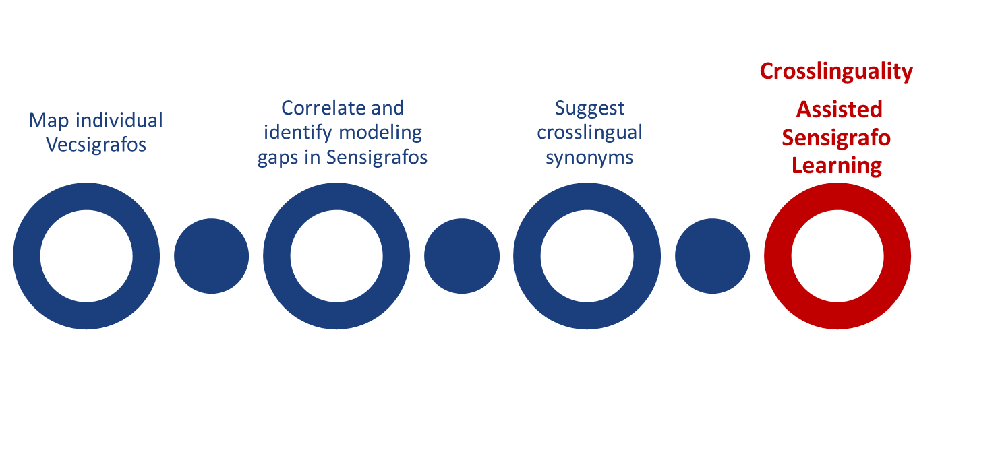 Map individual
Vecsigrafos
Correlate and
identify modeling
gaps in Sensigrafos
Suggest
crosslingual
synonyms
Crosslinguality
Assisted
Sensigrafo
Learning